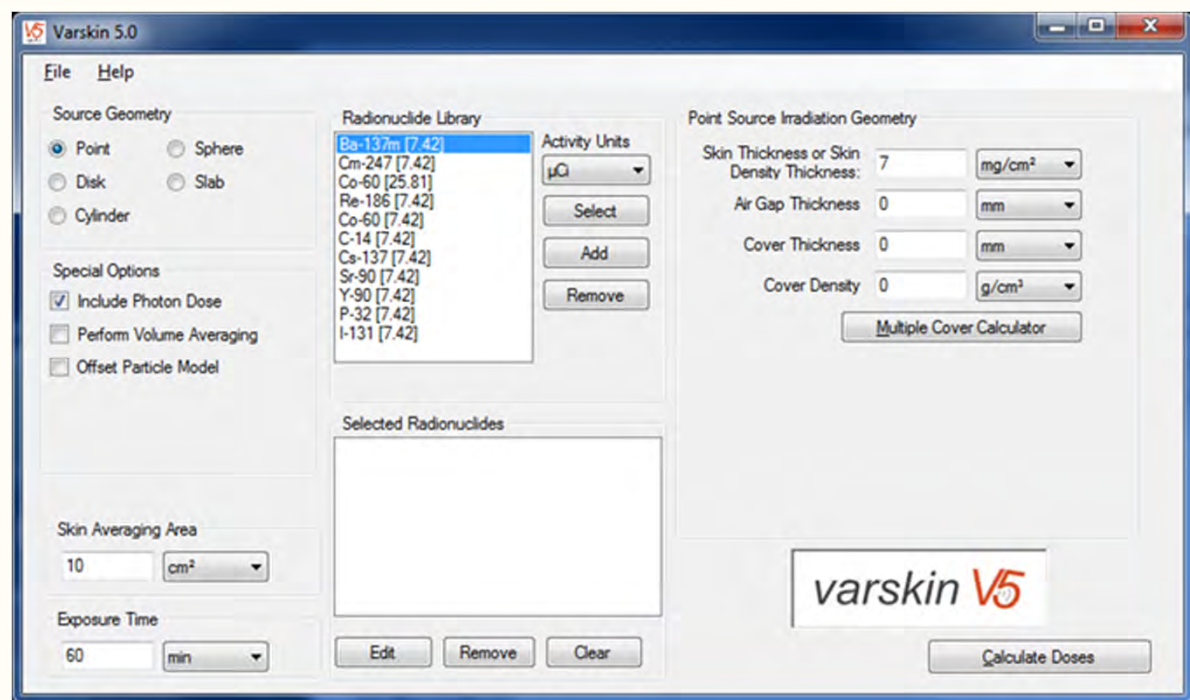 Varskin 5.0
File Help
Source Geometry
Point Sphere
Disk Slab
Cylinder
Special Options
Include Photon Dose
Perform Volume Averaging
Offset Particle Model
Skin Averaging Area
10 cm²
Exposure Time
60 min
Radionuclide Library
Ba-137m [7.42]
Cm-247 [7.42]
Co-60 [25.81]
Re-186 [7.42]
Co-60 [7.42]
C-14 [7.42]
Cs-137 [7.42]
Sr-90 [7.42]
Y-90 [7.42]
P-32 [7.42]
I-131 [7.42]
Activity Units
µCi
Select
Add
Remove
Selected Radionuclides
Edit Remove Clear
Point Source Irradiation Geometry
Skin Thickness or Skin
Density Thickness: 7 mg/cm²
Air Gap Thickness 0 mm
Cover Thickness 0 mm
Cover Density 0 g/cm³
Multiple Cover Calculator
varskin V5
Calculate Doses